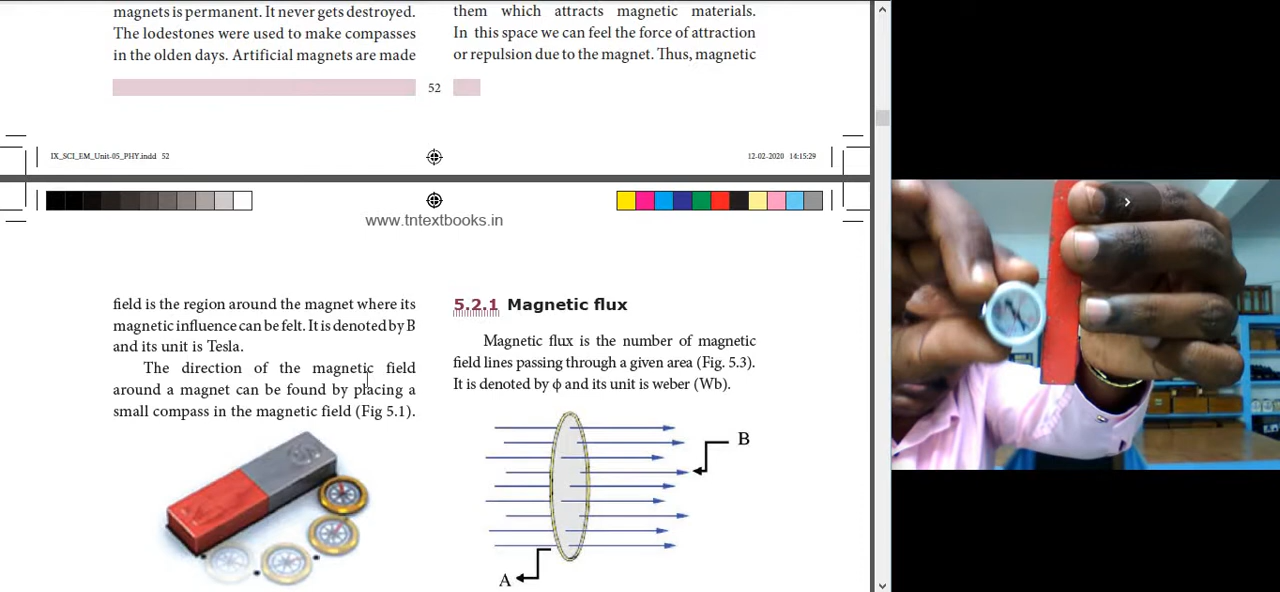 magnets is permanent. It never gets destroyed.
The lodestones were used to make compasses
in the olden days. Artificial magnets are made
them which attracts magnetic materials.
In this space we can feel the force of attraction
or repulsion due to the magnet. Thus, magnetic
52
IX_SCI_EM_Unit-05_PHY.indd 52
12-02-2020 14:15:29
www.tntextbooks.in
field is the region around the magnet where its
magnetic influence can be felt. It is denoted by B
and its unit is Tesla.
The direction of the magnetic field
around a magnet can be found by placing a
small compass in the magnetic field (Fig 5.1).
S
5.2.1 Magnetic flux
Magnetic flux is the number of magnetic
field lines passing through a given area (Fig. 5.3).
It is denoted by ϕ and its unit is weber (Wb).
B
A